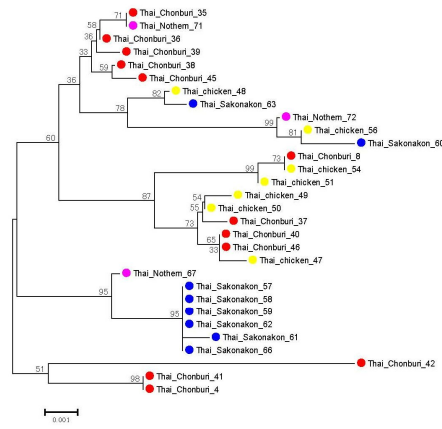 71
Thai_Chonburi_35
58
Thai_Nothern_71
36
Thai_Chonburi_36
33
Thai_Chonburi_39
36
59
Thai_Chonburi_38
Thai_Chonburi_45
82
Thai_chicken_48
78
Thai_Sakonakon_63
99
Thai_Nothern_72
81
Thai_chicken_56
Thai_Sakonakon_60
60
73
Thai_Chonburi_8
99
Thai_chicken_54
Thai_chicken_51
87
54
Thai_chicken_49
55
Thai_chicken_50
73
Thai_Chonburi_37
65
Thai_Chonburi_40
33
Thai_Chonburi_46
Thai_chicken_47
95
Thai_Nothern_67
95
Thai_Sakonakon_57
Thai_Sakonakon_58
Thai_Sakonakon_59
Thai_Sakonakon_62
Thai_Sakonakon_61
Thai_Sakonakon_66
51
Thai_Chonburi_42
98
Thai_Chonburi_41
Thai_Chonburi_4
0.001